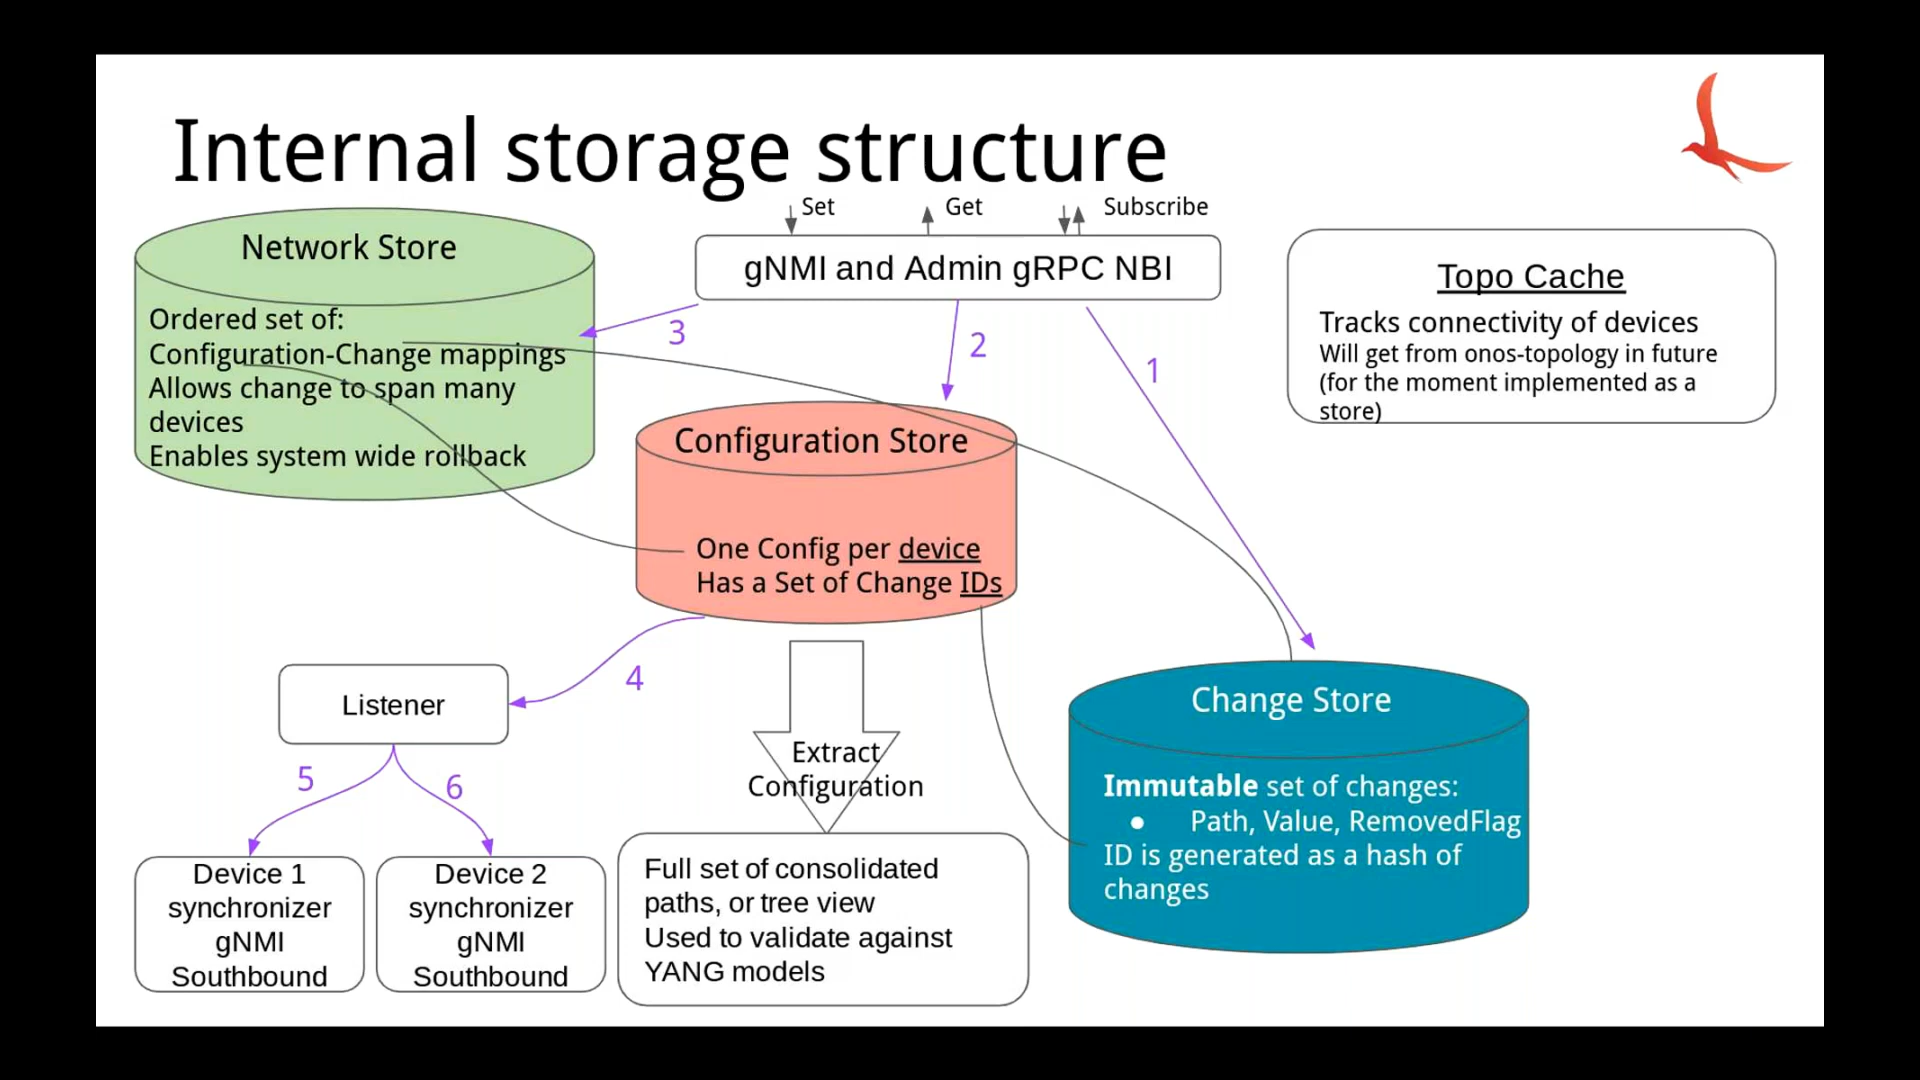 Internal storage structure
Set
Get
Subscribe
gNMI and Admin gRPC NBI
Network Store
Ordered set of:
Configuration-Change mappings
Allows change to span many
devices
Enables system wide rollback
3
2
1
Topo Cache
Tracks connectivity of devices
Will get from onos-topology in future
(for the moment implemented as a
store)
Configuration Store
One Config per device
Has a Set of Change IDs
4
Listener
5
6
Device 1
synchronizer
gNMI
Southbound
Device 2
synchronizer
gNMI
Southbound
Extract
Configuration
Full set of consolidated
paths, or tree view
Used to validate against
YANG models
Change Store
Immutable set of changes:
● Path, Value, RemovedFlag
ID is generated as a hash of
changes